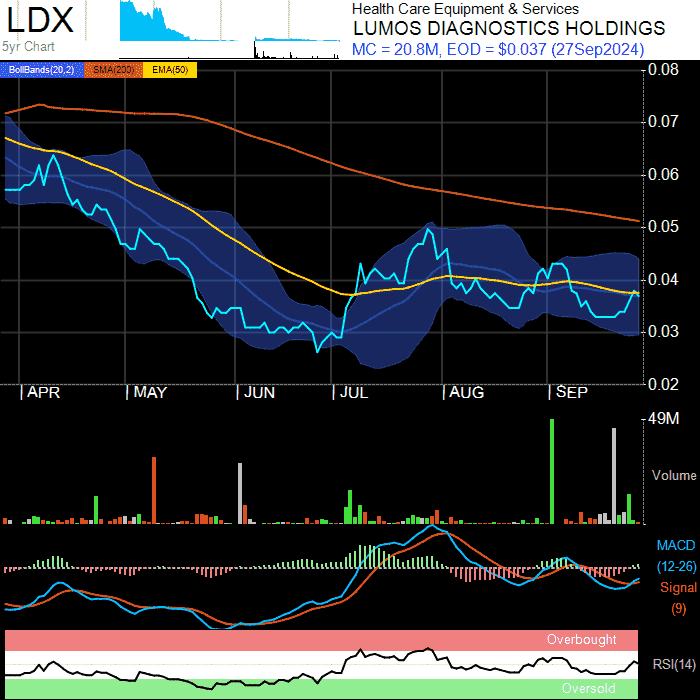 LDX
5yr Chart
Health Care Equipment & Services
LUMOS DIAGNOSTICS HOLDINGS
MC = 20.8M, EOD = $0.037 (27Sep2024)
BollBands(20,2) SMA(200) EMA(50)
0.08
0.07
0.06
0.05
0.04
0.03
0.02
APR MAY JUN JUL AUG SEP
49M
Volume
MACD
(12-26)
Signal
(9)
Overbought
RSI(14)
Oversold